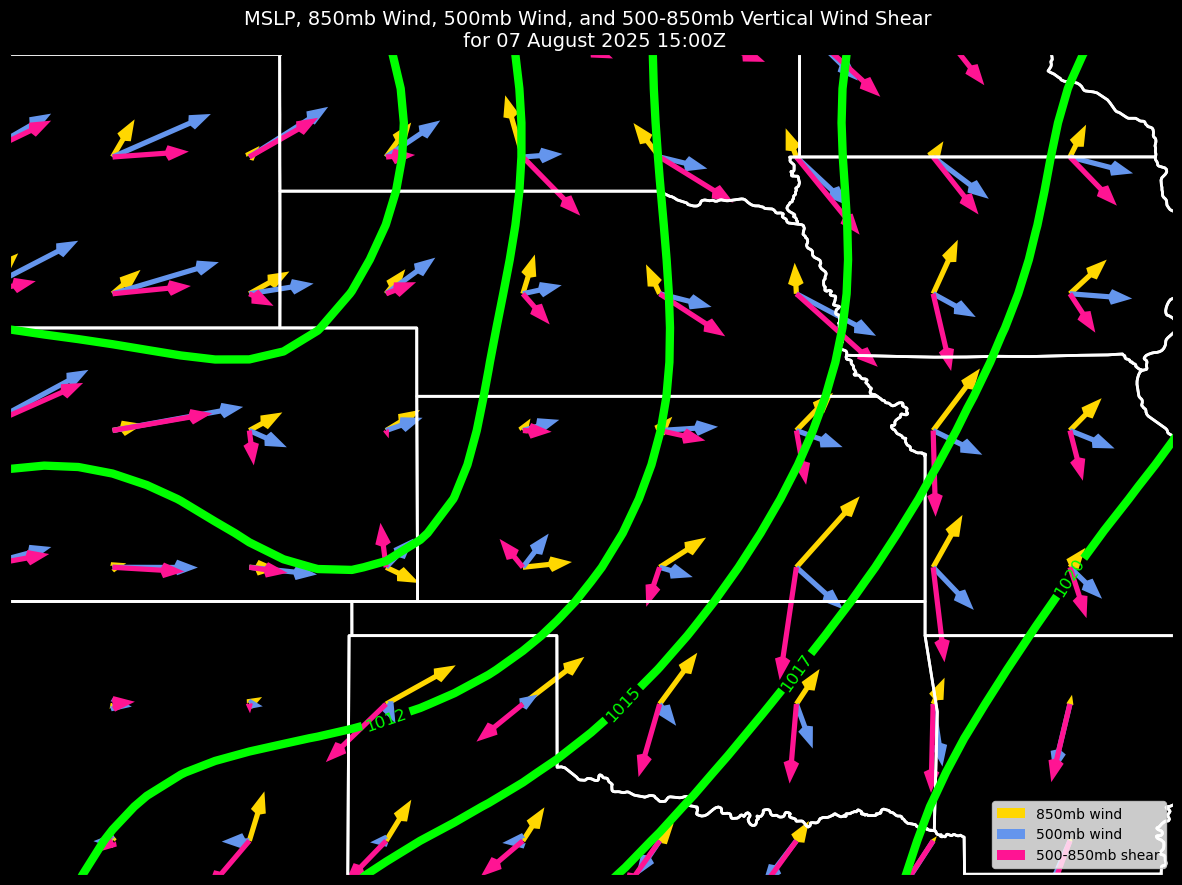 MSLP, 850mb Wind, 500mb Wind, and 500-850mb Vertical Wind Shear
for 07 August 2025 15:00Z
1020
1017
1015
1012
850mb wind
500mb wind
500-850mb shear